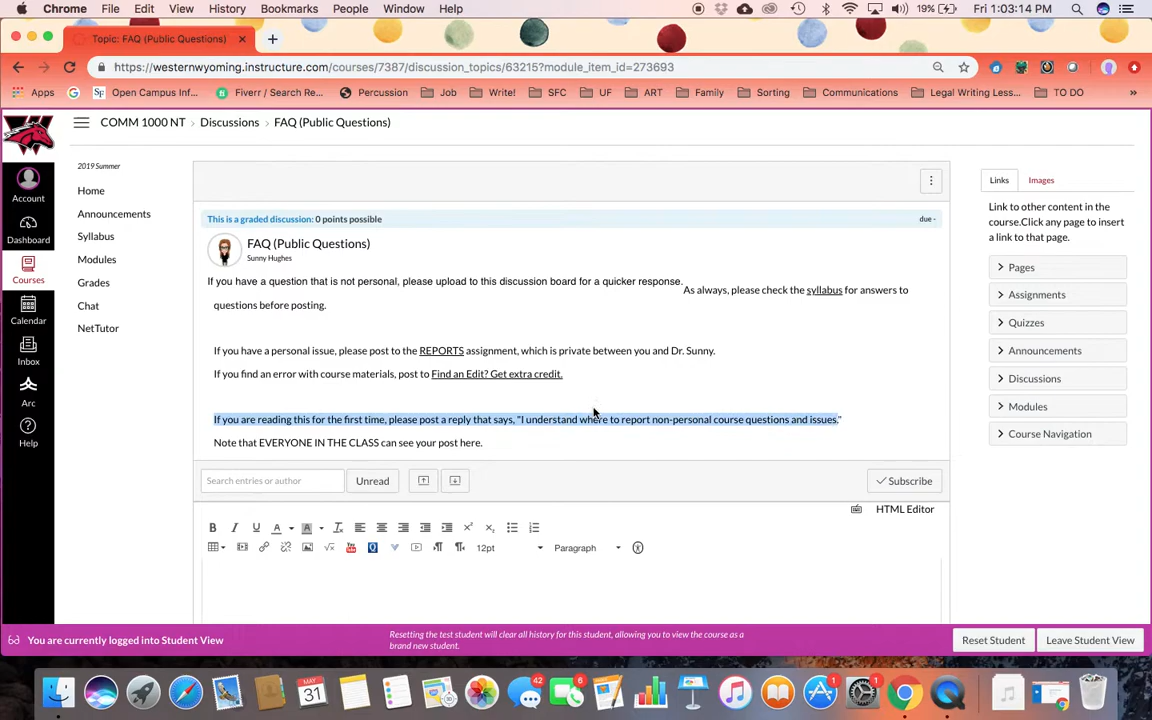 Chrome File Edit View History Bookmarks People Window Help 19% Fri 1:03:14 PM
Topic: FAQ (Public Questions)
https://westernwyoming.instructure.com/courses/7387/discussion_topics/63215?module_item_id=273693
Apps Open Campus Inf... Fiverr / Search Re... Percussion Job Write! SFC UF ART Family Sorting Communications Legal Writing Less... TO DO »
COMM 1000 NT › Discussions › FAQ (Public Questions)
Account
Dashboard
Courses
Calendar
Inbox
Arc
Help
2019 Summer
Home
Announcements
Syllabus
Modules
Grades
Chat
NetTutor
This is a graded discussion: 0 points possible due -
FAQ (Public Questions)
Sunny Hughes
If you have a question that is not personal, please upload to this discussion board for a quicker response. As always, please check the syllabus for answers to
questions before posting.
If you have a personal issue, please post to the REPORTS assignment, which is private between you and Dr. Sunny.
If you find an error with course materials, post to Find an Edit? Get extra credit.
If you are reading this for the first time, please post a reply that says, "I understand where to report non-personal course questions and issues."
Note that EVERYONE IN THE CLASS can see your post here.
Search entries or author Unread Subscribe
HTML Editor
12pt Paragraph
Links Images
Link to other content in the
course.Click any page to insert
a link to that page.
Pages
Assignments
Quizzes
Announcements
Discussions
Modules
Course Navigation
You are currently logged into Student View
Resetting the test student will clear all history for this student, allowing you to view the course as a
brand new student.
Reset Student Leave Student View
MAY
31
42
6
1
1